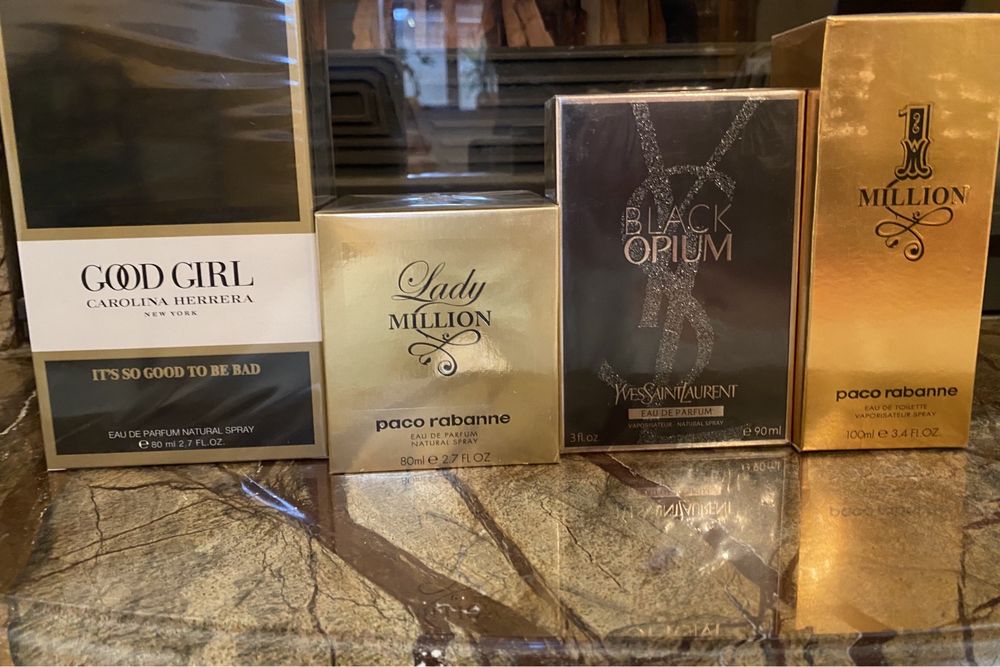 GOOD GIRL
CAROLINA HERRERA
NEW YORK
IT'S SO GOOD TO BE BAD
EAU DE PARFUM NATURAL SPRAY
℮ 80 ml 2.7 FL.OZ.
Lady
MILLION
paco rabanne
EAU DE PARFUM
NATURAL SPRAY
80ml ℮ 2.7 FL OZ
BLACK
OPIUM
YVESSAINTLAURENT
EAU DE PARFUM
VAPORISATEUR NATURAL SPRAY
3 fl.oz ℮ 90 ml
1
MILLION
paco rabanne
EAU DE TOILETTE
VAPORISATEUR SPRAY
100ml ℮ 3.4 FL.OZ.